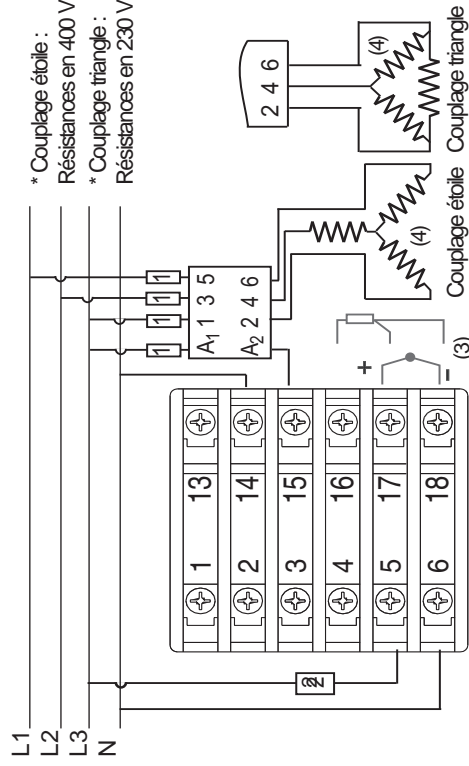 L1
L2
L3
N
* Couplage étoile :
Résistances en 400 V
* Couplage triangle :
Résistances en 230 V
1 1 1 1
A1 1 3 5
A2 2 4 6
2 4 6
(4)
Couplage triangle
(4)
Couplage étoile
1 13
2 14
3 15
4 16
5 17
6 18
+
-
(3)